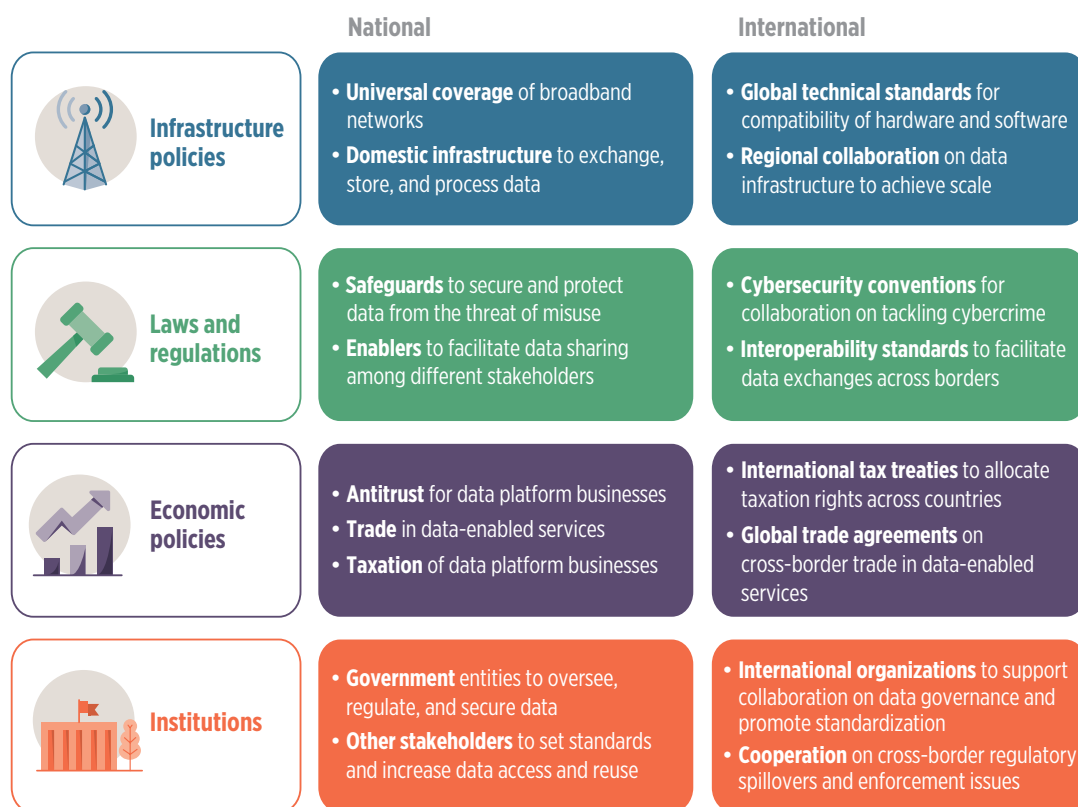 National
International
Infrastructure
policies
• Universal coverage of broadband
networks
• Domestic infrastructure to exchange,
store, and process data
• Global technical standards for
compatibility of hardware and software
• Regional collaboration on data
infrastructure to achieve scale
Laws and
regulations
• Safeguards to secure and protect
data from the threat of misuse
• Enablers to facilitate data sharing
among different stakeholders
• Cybersecurity conventions for
collaboration on tackling cybercrime
• Interoperability standards to facilitate
data exchanges across borders
Economic
policies
• Antitrust for data platform businesses
• Trade in data-enabled services
• Taxation of data platform businesses
• International tax treaties to allocate
taxation rights across countries
• Global trade agreements on
cross-border trade in data-enabled
services
Institutions
• Government entities to oversee,
regulate, and secure data
• Other stakeholders to set standards
and increase data access and reuse
• International organizations to support
collaboration on data governance and
promote standardization
• Cooperation on cross-border regulatory
spillovers and enforcement issues